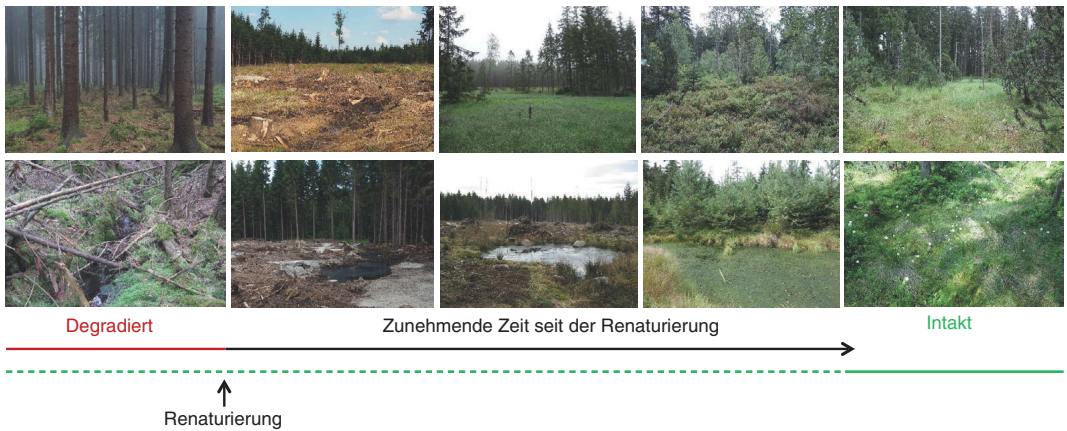 Degradiert
Zunehmende Zeit seit der Renaturierung
Intakt
Renaturierung